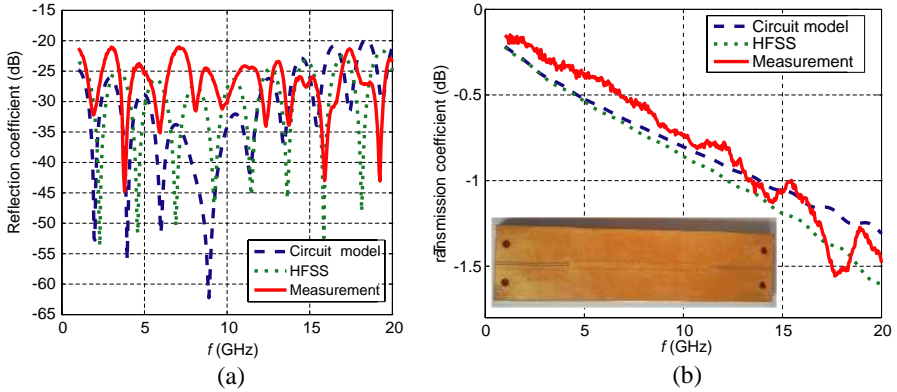 (a)
Reflection coefficient (dB)
-15
-20
-25
-30
-35
-40
-45
-50
-55
-60
-65
0
5
10
15
20
f (GHz)
Circuit model
HFSS
Measurement
(a)
(b)
ransmission coefficient (dB)
0
-0.5
-1
-1.5
0
5
10
15
20
f (GHz)
Circuit model
HFSS
Measurement
(b)